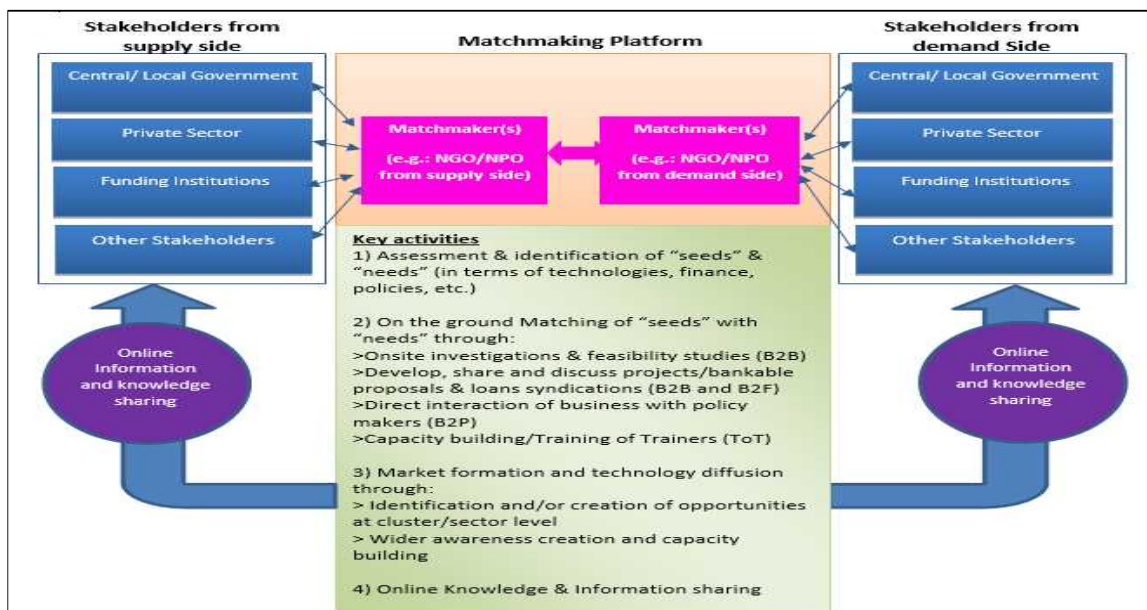 Stakeholders from
supply side
Central/ Local Government
Private Sector
Funding Institutions
Other Stakeholders
Online
Information
and knowledge
sharing
Matchmaking Platform
Matchmaker(s)
(e.g.: NGO/NPO
from supply side)
Matchmaker(s)
(e.g.: NGO/NPO
from demand side)
Key activities
1) Assessment & identification of “seeds” &
“needs” (in terms of technologies, finance,
policies, etc.)
2) On the ground Matching of “seeds” with
“needs” through:
>Onsite investigations & feasibility studies (B2B)
>Develop, share and discuss projects/bankable
proposals & loans syndications (B2B and B2F)
>Direct interaction of business with policy
makers (B2P)
>Capacity building/Training of Trainers (ToT)
3) Market formation and technology diffusion
through:
> Identification and/or creation of opportunities
at cluster/sector level
> Wider awareness creation and capacity
building
4) Online Knowledge & Information sharing
Stakeholders from
demand Side
Central/ Local Government
Private Sector
Funding Institutions
Other Stakeholders
Online
Information
and knowledge
sharing